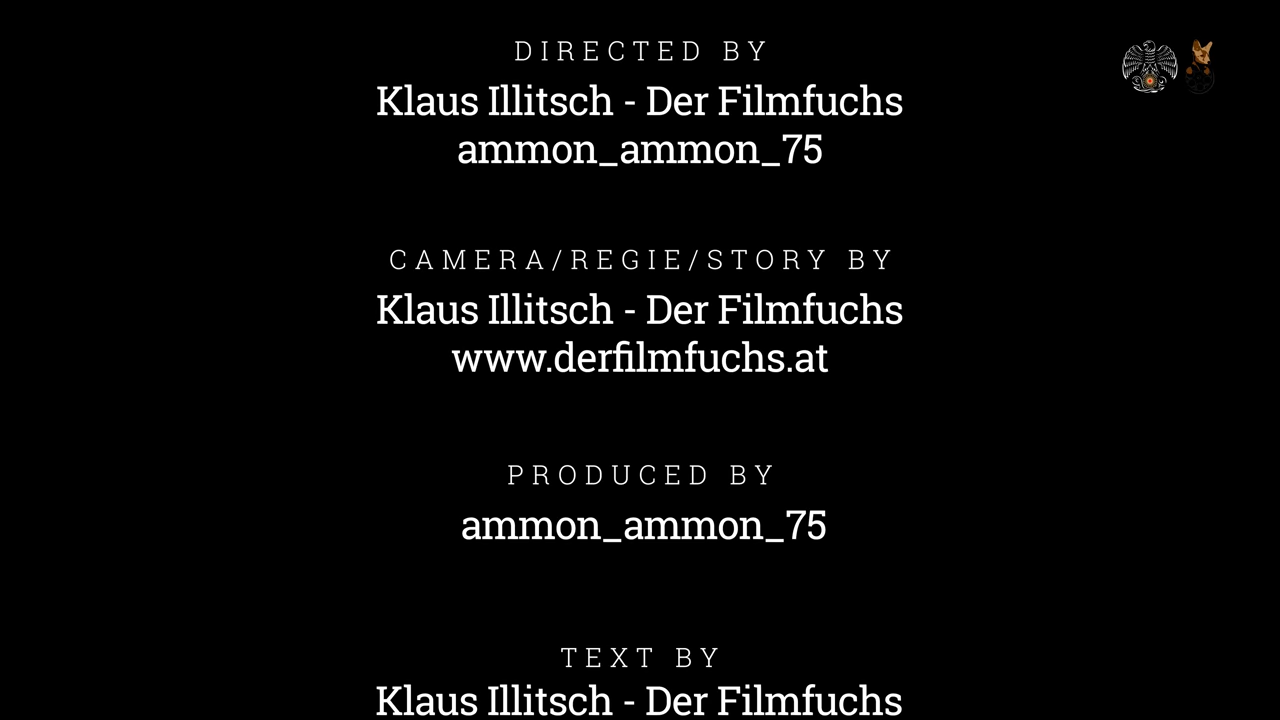 DIRECTED BY
Klaus Illitsch - Der Filmfuchs
ammon_ammon_75
CAMERA/REGIE/STORY BY
Klaus Illitsch - Der Filmfuchs
www.derfilmfuchs.at
PRODUCED BY
ammon_ammon_75
TEXT BY
Klaus Illitsch - Der Filmfuchs